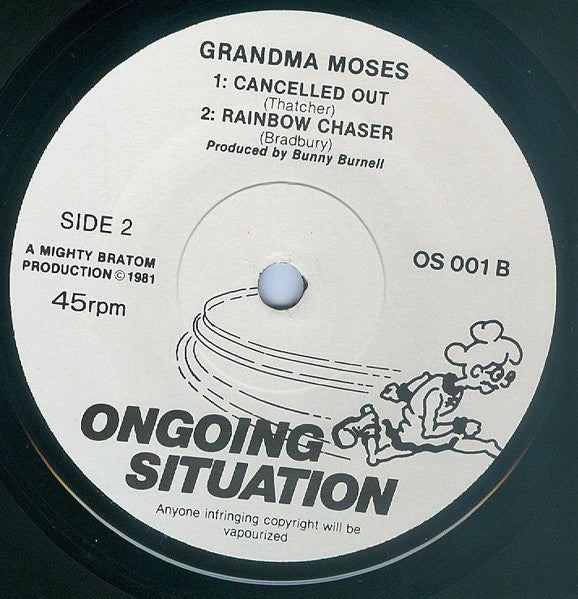 GRANDMA MOSES
1: CANCELLED OUT
(Thatcher)
2: RAINBOW CHASER
(Bradbury)
Produced by Bunny Burnell
SIDE 2
A MIGHTY BRATOM
PRODUCTION © 1981
45rpm
OS 001 B
ONGOING
SITUATION
Anyone infringing copyright will be
vapourized